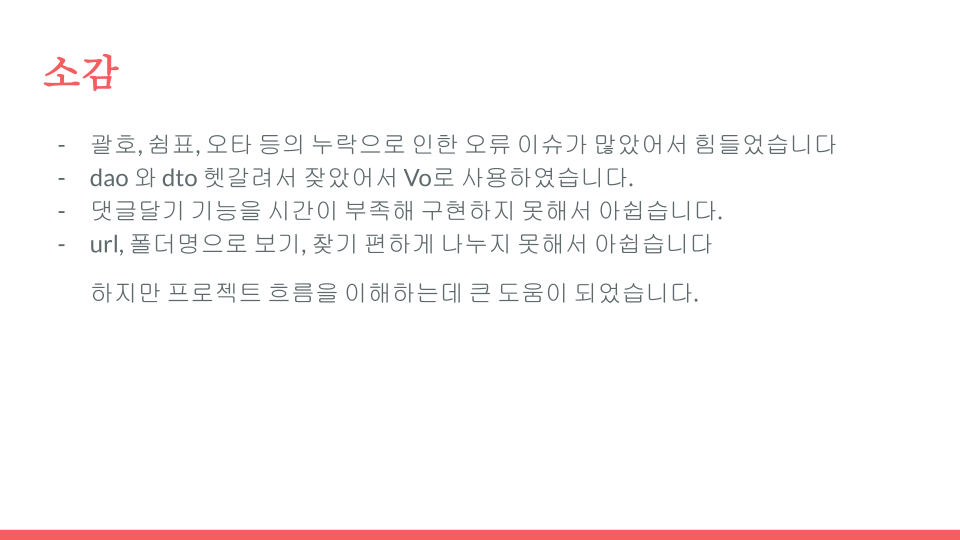 소감
- 괄호, 쉼표, 오타 등의 누락으로 인한 오류 이슈가 많았어서 힘들었습니다
- dao 와 dto 헷갈려서 잦았어서 Vo로 사용하였습니다.
- 댓글달기 기능을 시간이 부족해 구현하지 못해서 아쉽습니다.
- url, 폴더명으로 보기, 찾기 편하게 나누지 못해서 아쉽습니다
하지만 프로젝트 흐름을 이해하는데 큰 도움이 되었습니다.